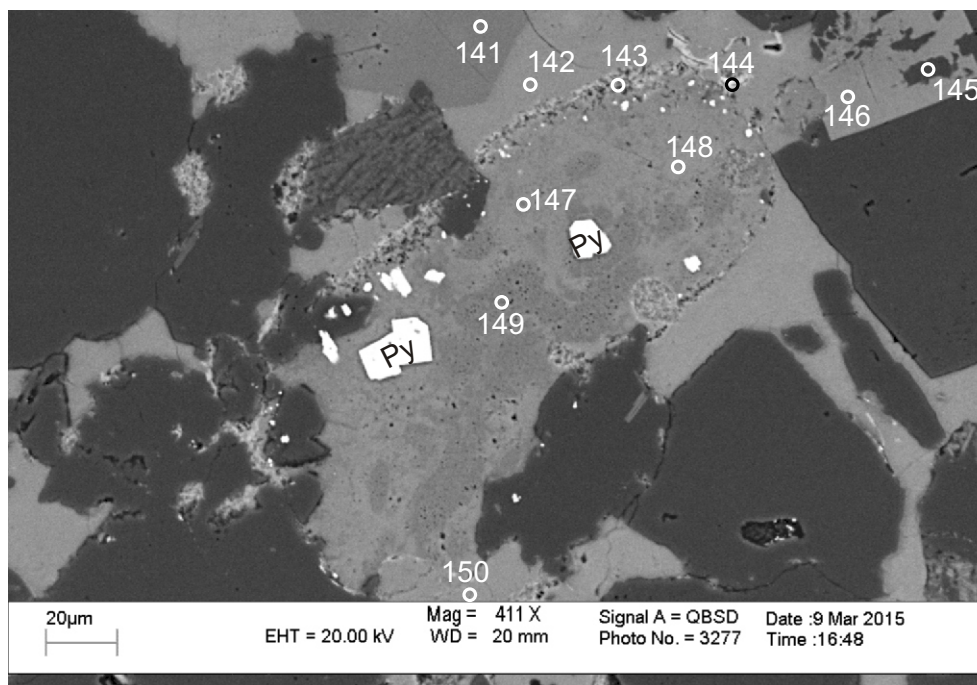 141
142
143
144
145
146
148
147
Py
149
Py
150
20µm
EHT = 20.00 kV
Mag = 411 X
WD = 20 mm
Signal A = QBSD
Photo No. = 3277
Date :9 Mar 2015
Time :16:48